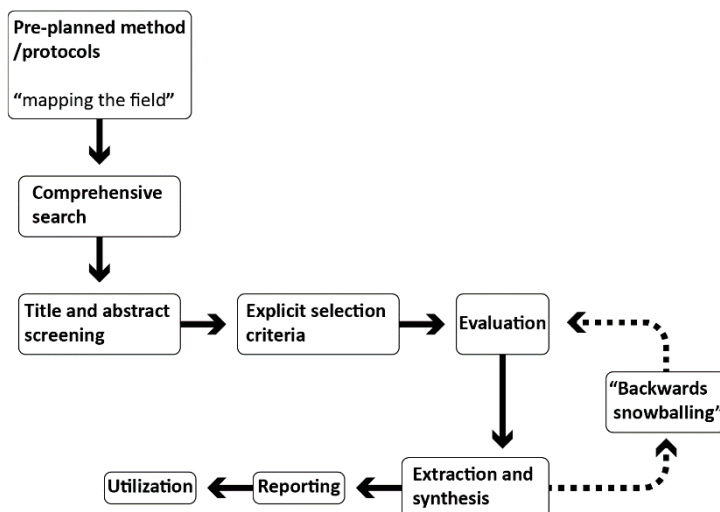 Pre-planned method
/protocols
“mapping the field”
Comprehensive
search
Title and abstract
screening
Explicit selection
criteria
Evaluation
“Backwards
snowballing”
Extraction and
synthesis
Reporting
Utilization